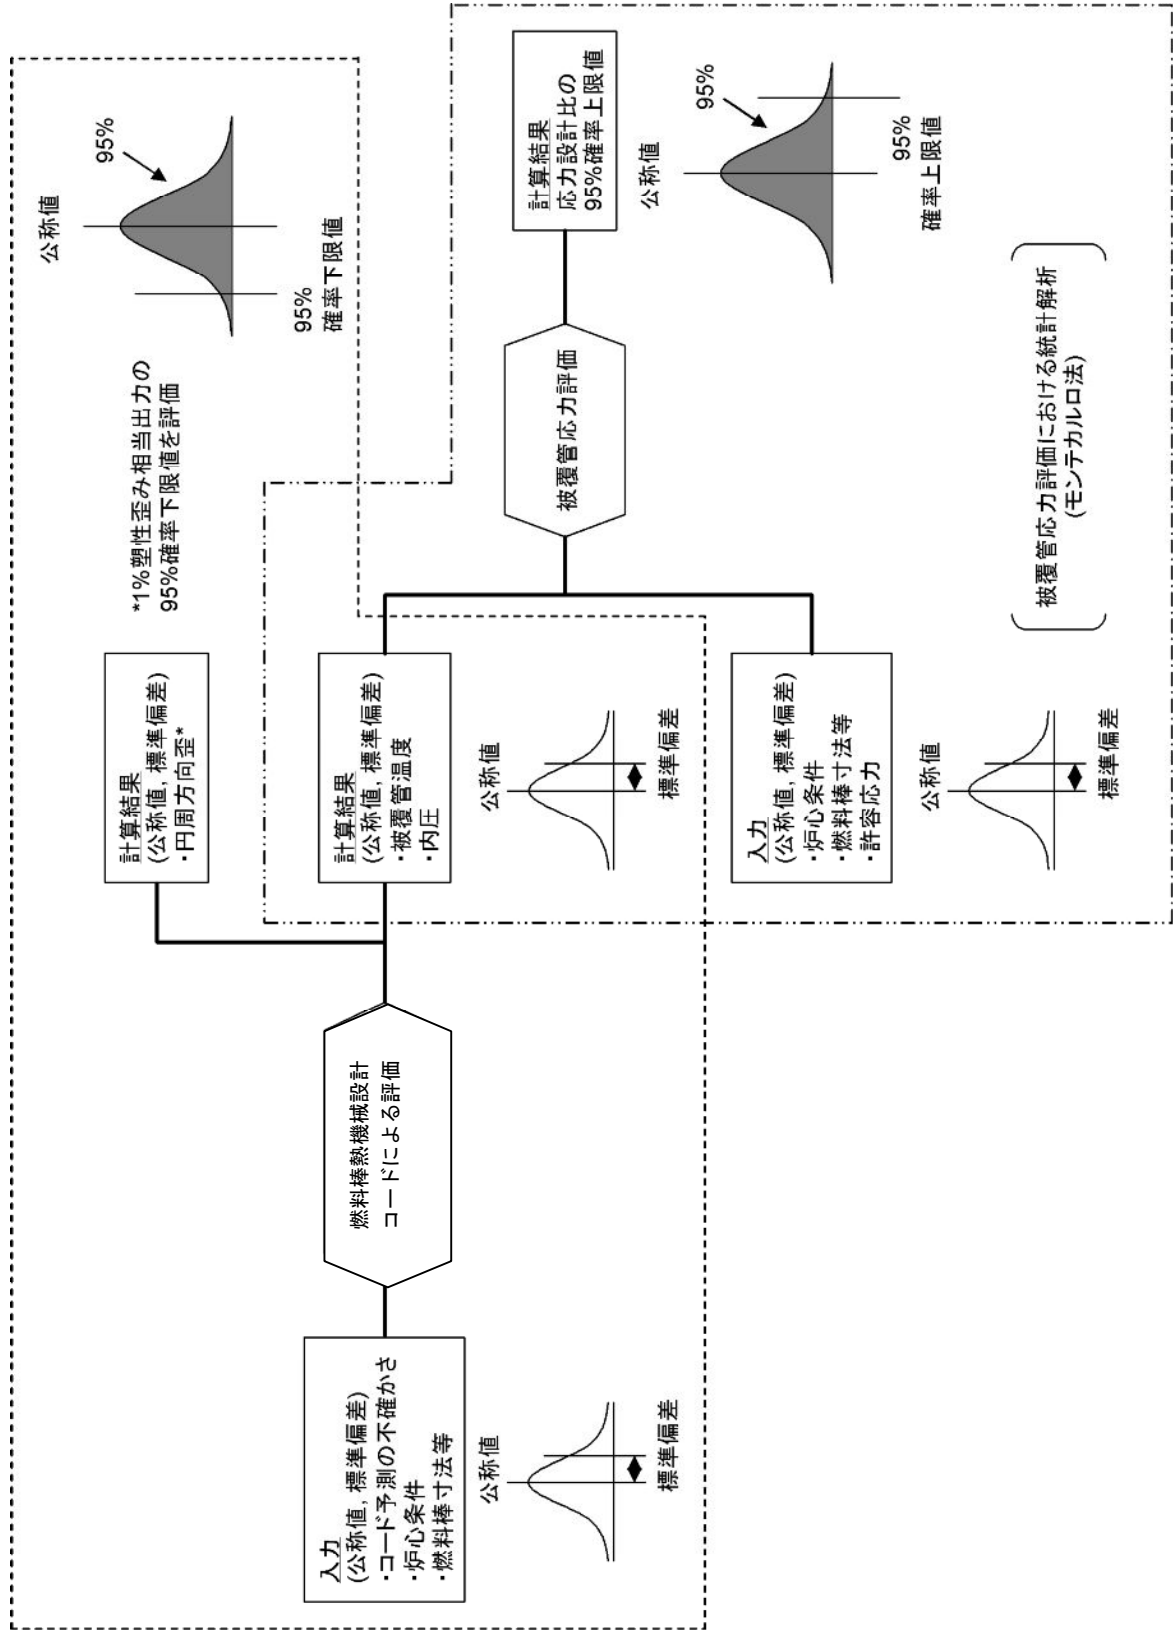 入力
(公称値, 標準偏差)
・コード予測の不確かさ
・炉心条件
・燃料棒寸法等
公称値
標準偏差
燃料棒熱機械設計
コードによる評価
計算結果
(公称値, 標準偏差)
・円周方向歪*
*1%塑性歪み相当出力の
95%確率下限値を評価
公称値
95%
95%
確率下限値
計算結果
(公称値, 標準偏差)
・被覆管温度
・内圧
公称値
標準偏差
入力
(公称値, 標準偏差)
・炉心条件
・燃料棒寸法等
・許容応力
公称値
標準偏差
被覆管応力評価
計算結果
応力設計比の
95%確率上限値
公称値
95%
95%
確率上限値
被覆管応力評価における統計解析
(モンテカルロ法)